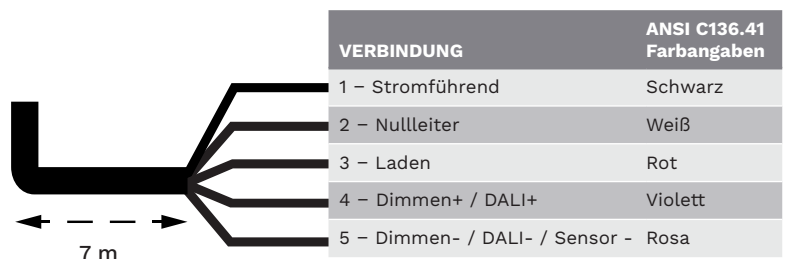 ANSI C136.41
VERBINDUNG Farbangaben
1 – Stromführend Schwarz
2 – Nullleiter Weiß
3 – Laden Rot
4 – Dimmen+ / DALI+ Violett
5 – Dimmen- / DALI- / Sensor - Rosa
7 m